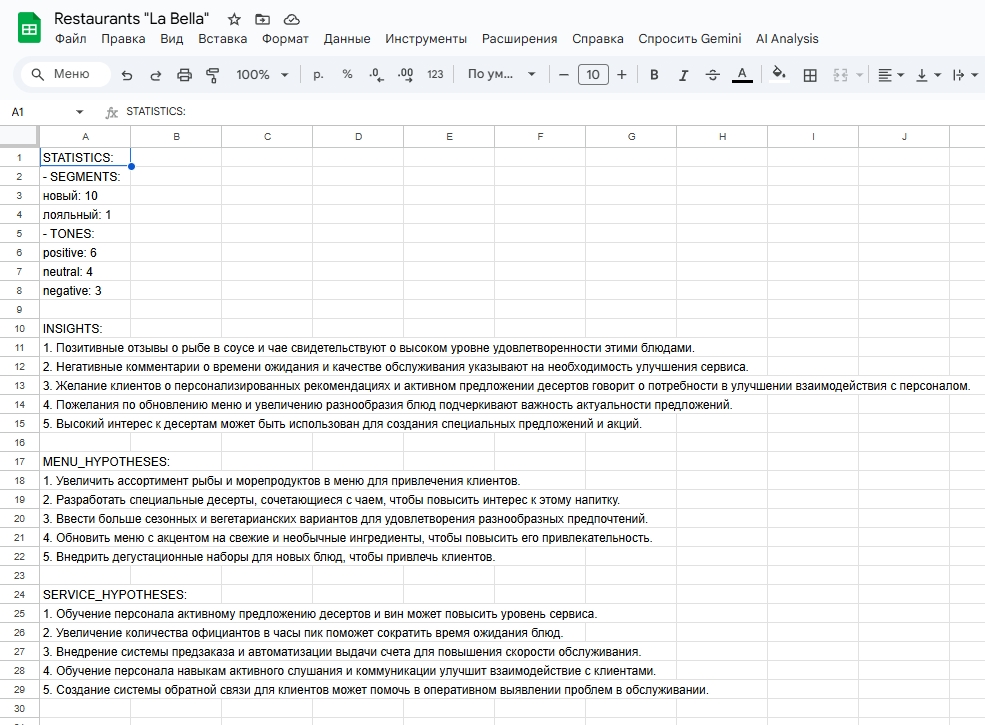 Restaurants "La Bella"
Файл Правка Вид Вставка Формат Данные Инструменты Расширения Справка Спросить Gemini AI Analysis
Меню 100% р. % .0 .00 123 По ум... − 10 + B I S A
A1 fx STATISTICS:
A B C D E F G H I J
1 STATISTICS:
2 - SEGMENTS:
3 новый: 10
4 лояльный: 1
5 - TONES:
6 positive: 6
7 neutral: 4
8 negative: 3
9
10 INSIGHTS:
11 1. Позитивные отзывы о рыбе в соусе и чае свидетельствуют о высоком уровне удовлетворенности этими блюдами.
12 2. Негативные комментарии о времени ожидания и качестве обслуживания указывают на необходимость улучшения сервиса.
13 3. Желание клиентов о персонализированных рекомендациях и активном предложении десертов говорит о потребности в улучшении взаимодействия с персоналом.
14 4. Пожелания по обновлению меню и увеличению разнообразия блюд подчеркивают важность актуальности предложений.
15 5. Высокий интерес к десертам может быть использован для создания специальных предложений и акций.
16
17 MENU_HYPOTHESES:
18 1. Увеличить ассортимент рыбы и морепродуктов в меню для привлечения клиентов.
19 2. Разработать специальные десерты, сочетающиеся с чаем, чтобы повысить интерес к этому напитку.
20 3. Ввести больше сезонных и вегетарианских вариантов для удовлетворения разнообразных предпочтений.
21 4. Обновить меню с акцентом на свежие и необычные ингредиенты, чтобы повысить его привлекательность.
22 5. Внедрить дегустационные наборы для новых блюд, чтобы привлечь клиентов.
23
24 SERVICE_HYPOTHESES:
25 1. Обучение персонала активному предложению десертов и вин может повысить уровень сервиса.
26 2. Увеличение количества официантов в часы пик поможет сократить время ожидания блюд.
27 3. Внедрение системы предзаказа и автоматизации выдачи счета для повышения скорости обслуживания.
28 4. Обучение персонала навыкам активного слушания и коммуникации улучшит взаимодействие с клиентами.
29 5. Создание системы обратной связи для клиентов может помочь в оперативном выявлении проблем в обслуживании.
30